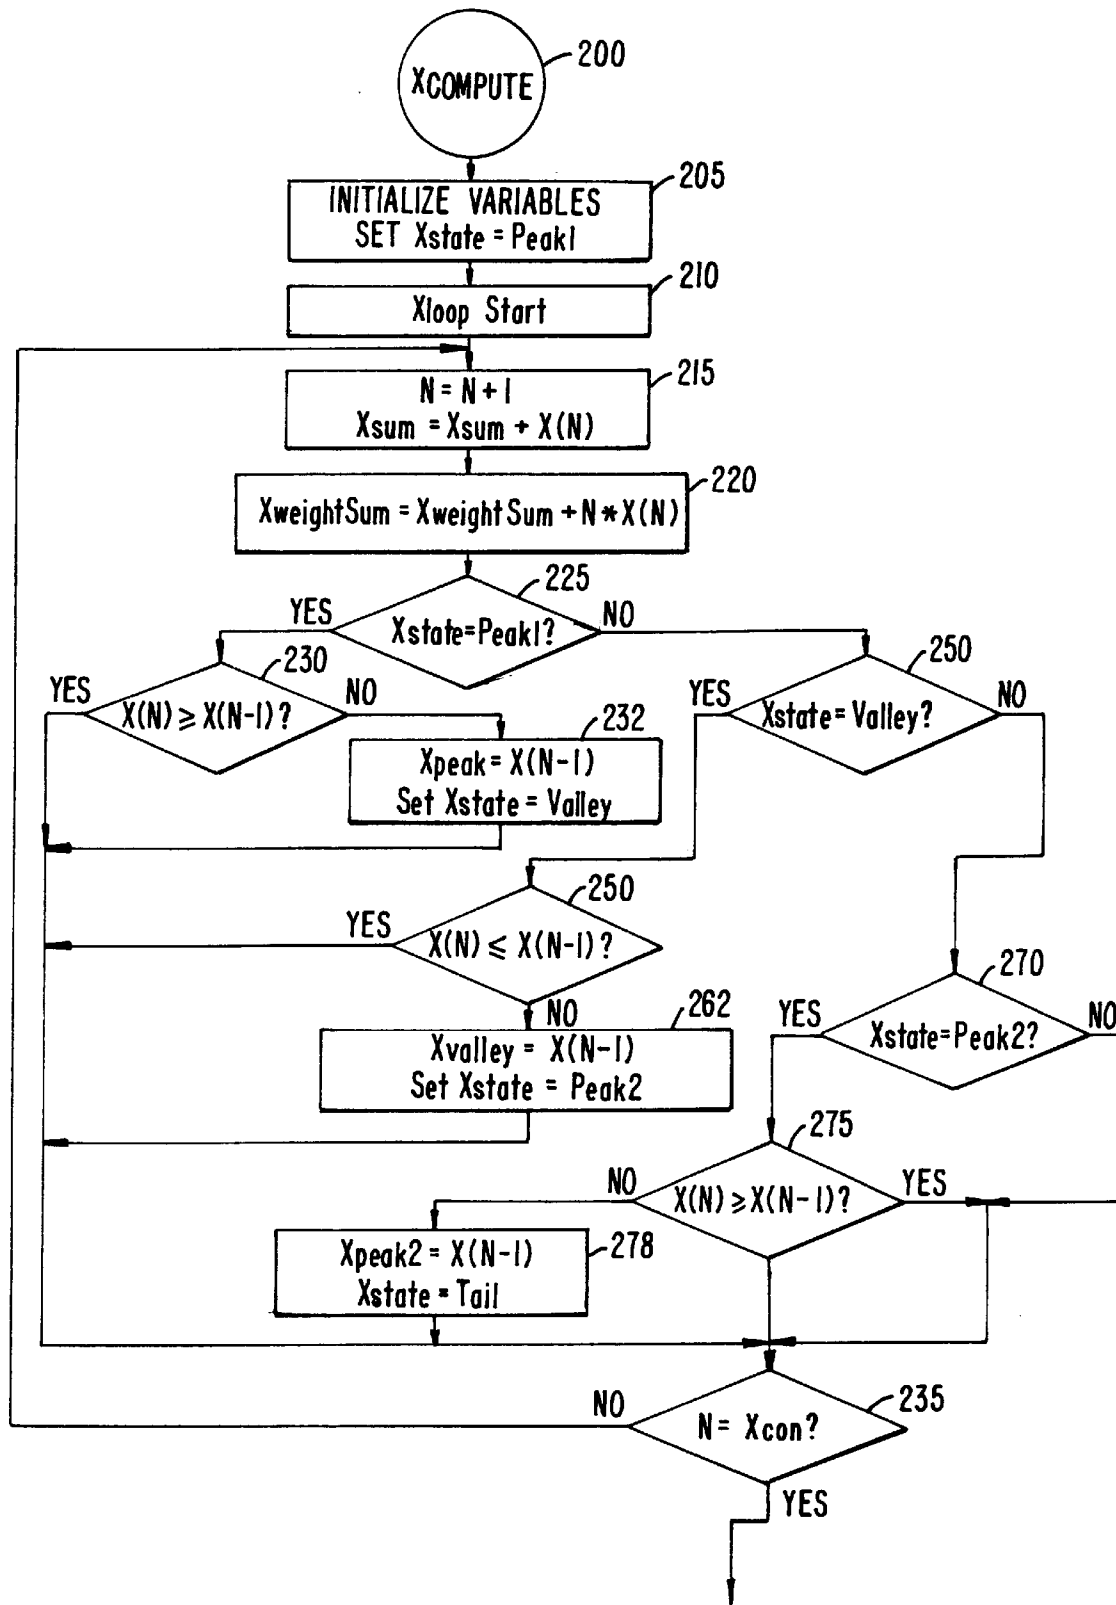 XCOMPUTE
200
INITIALIZE VARIABLES
SET Xstate = Peak1
205
Xloop Start
210
N = N + 1
Xsum = Xsum + X(N)
215
XweightSum = XweightSum + N * X(N)
220
Xstate=Peak1?
225
YES
NO
X(N) ≥ X(N-1)?
230
YES
NO
Xpeak = X(N-1)
Set Xstate = Valley
232
Xstate=Valley?
250
YES
NO
X(N) ≤ X(N-1)?
250
YES
NO
Xvalley = X(N-1)
Set Xstate = Peak2
262
Xstate=Peak2?
270
YES
NO
X(N) ≥ X(N-1)?
275
NO
YES
Xpeak2 = X(N-1)
Xstate = Tail
278
N = Xcon?
235
NO
YES